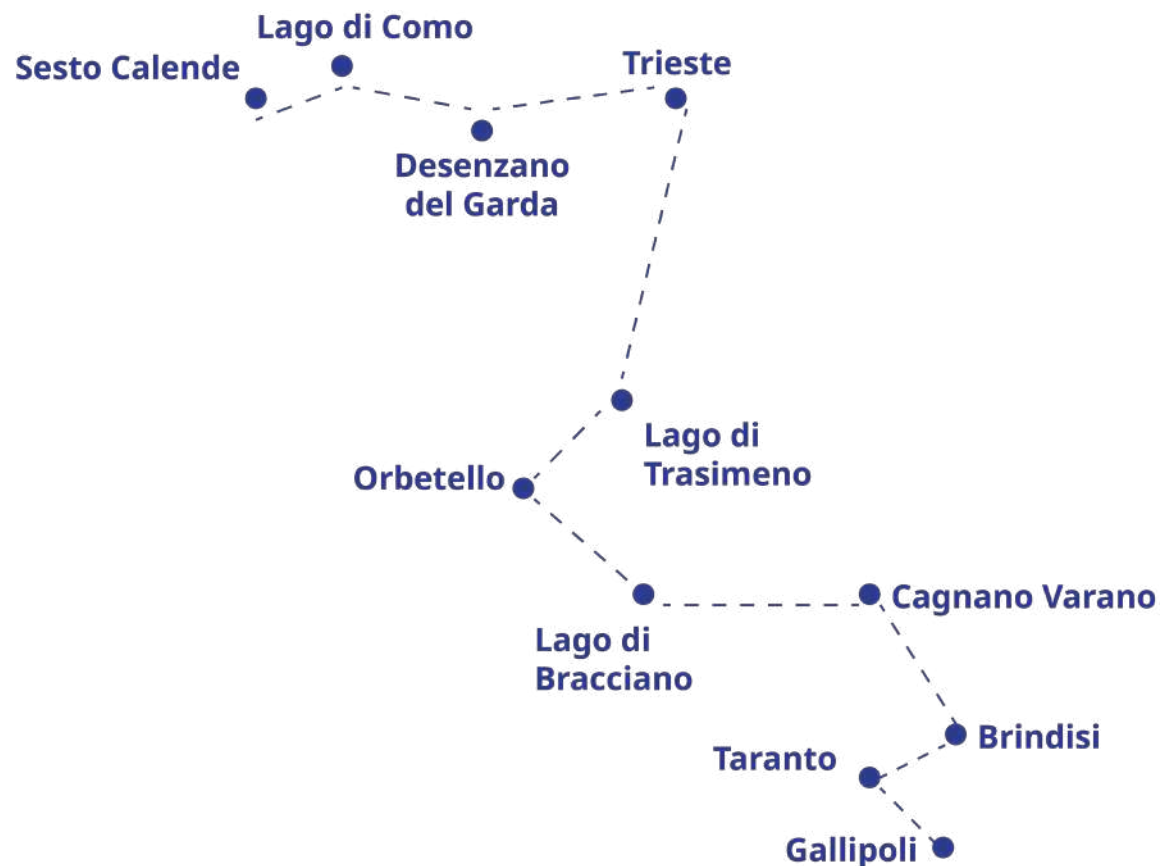 Lago di Como
Sesto Calende
Trieste
Desenzano
del Garda
Lago di
Trasimeno
Orbetello
Cagnano Varano
Lago di
Bracciano
Brindisi
Taranto
Gallipoli